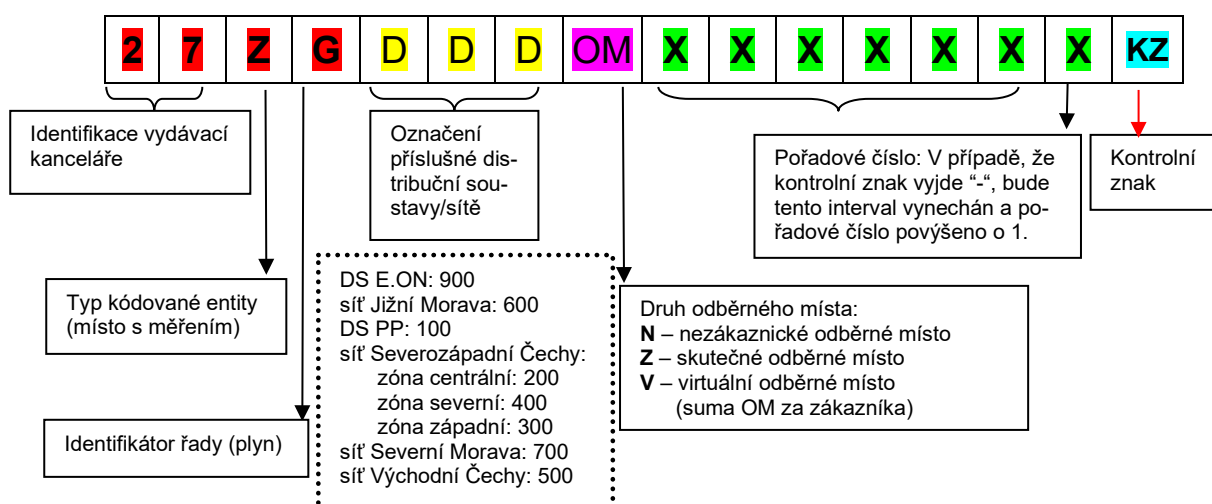 2 7 Z G D D D OM X X X X X X X KZ
Identifikace vydávací
kanceláře
Označení
příslušné dis-
tribuční sou-
stavy/sítě
Pořadové číslo: V případě, že
kontrolní znak vyjde “-“, bude
tento interval vynechán a po-
řadové číslo povýšeno o 1.
Kontrolní
znak
Typ kódované entity
(místo s měřením)
DS E.ON: 900
síť Jižní Morava: 600
DS PP: 100
síť Severozápadní Čechy:
zóna centrální: 200
zóna severní: 400
zóna západní: 300
síť Severní Morava: 700
síť Východní Čechy: 500
Druh odběrného místa:
N – nezákaznické odběrné místo
Z – skutečné odběrné místo
V – virtuální odběrné místo
(suma OM za zákazníka)
Identifikátor řady (plyn)